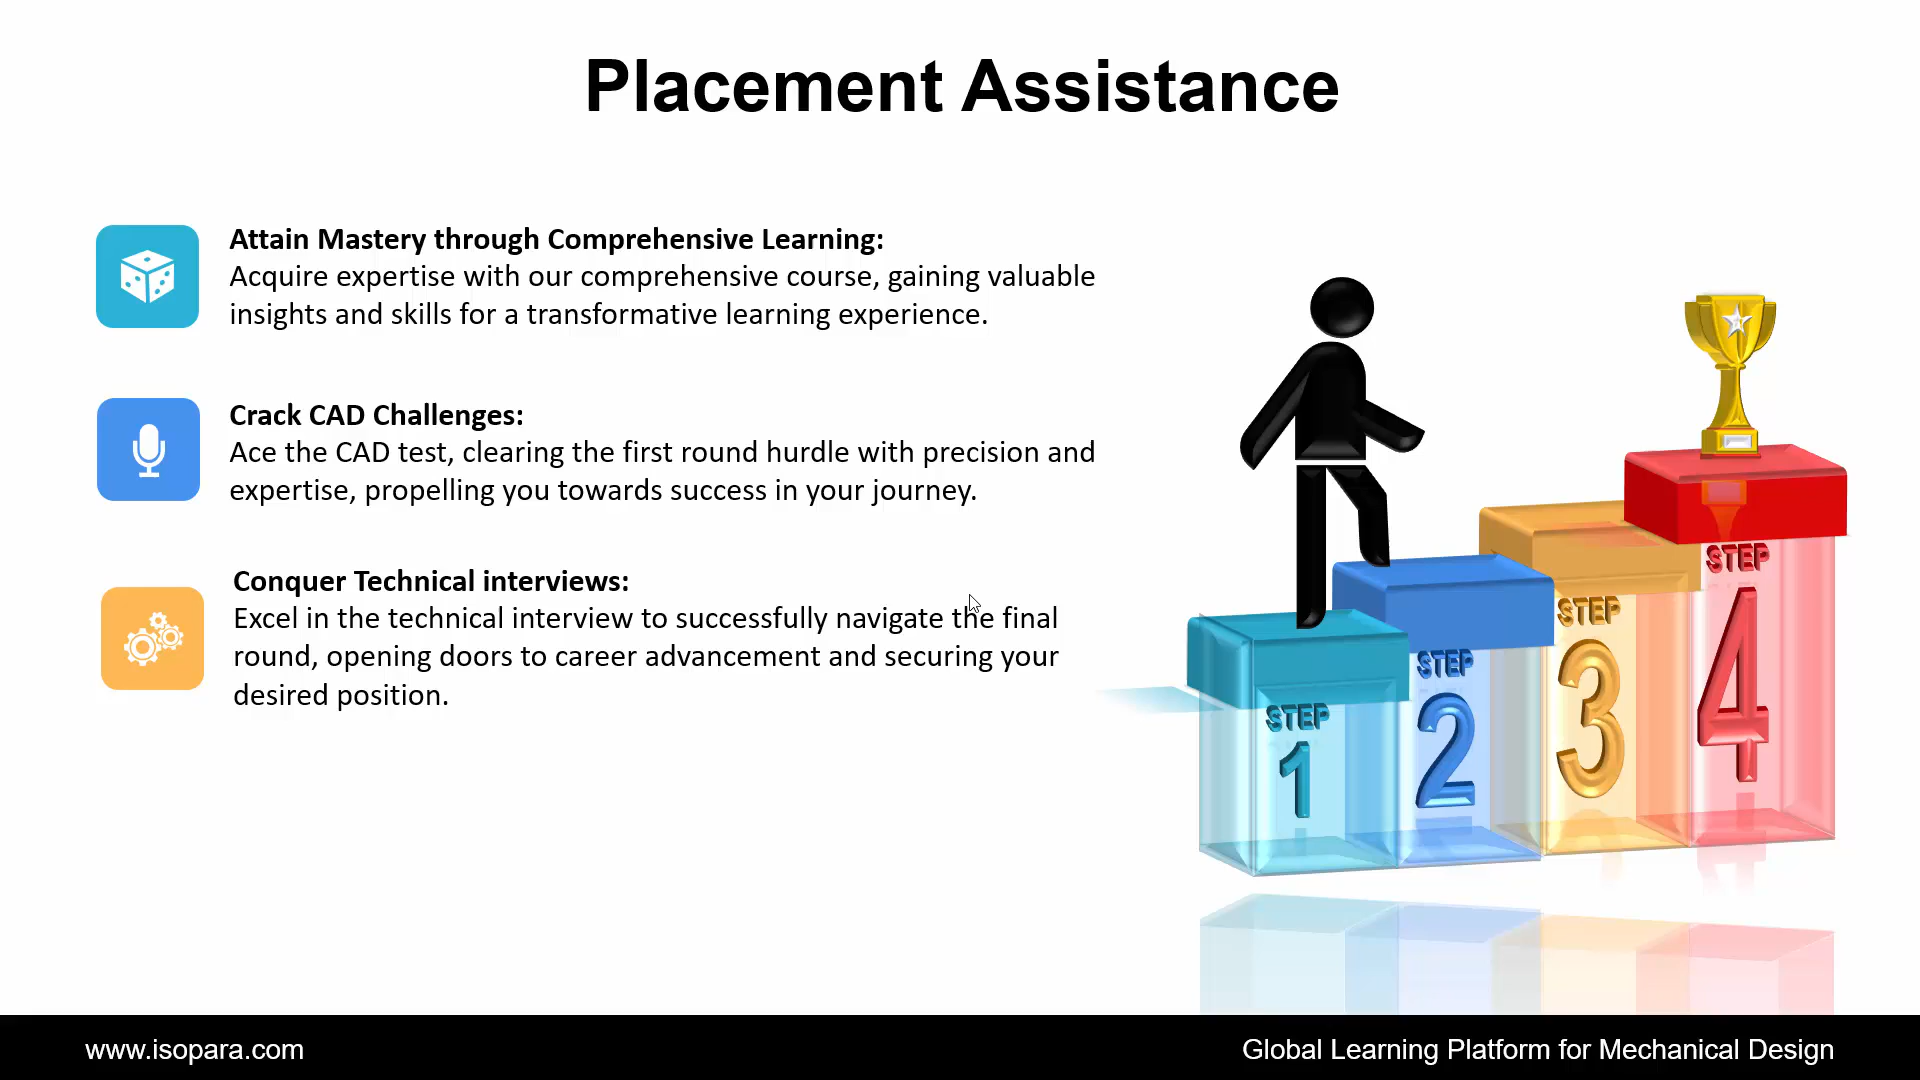 Placement Assistance
Attain Mastery through Comprehensive Learning:
Acquire expertise with our comprehensive course, gaining valuable
insights and skills for a transformative learning experience.
Crack CAD Challenges:
Ace the CAD test, clearing the first round hurdle with precision and
expertise, propelling you towards success in your journey.
Conquer Technical interviews:
Excel in the technical interview to successfully navigate the final
round, opening doors to career advancement and securing your
desired position.
STEP
1
STEP
2
STEP
3
STEP
4
www.isopara.com
Global Learning Platform for Mechanical Design